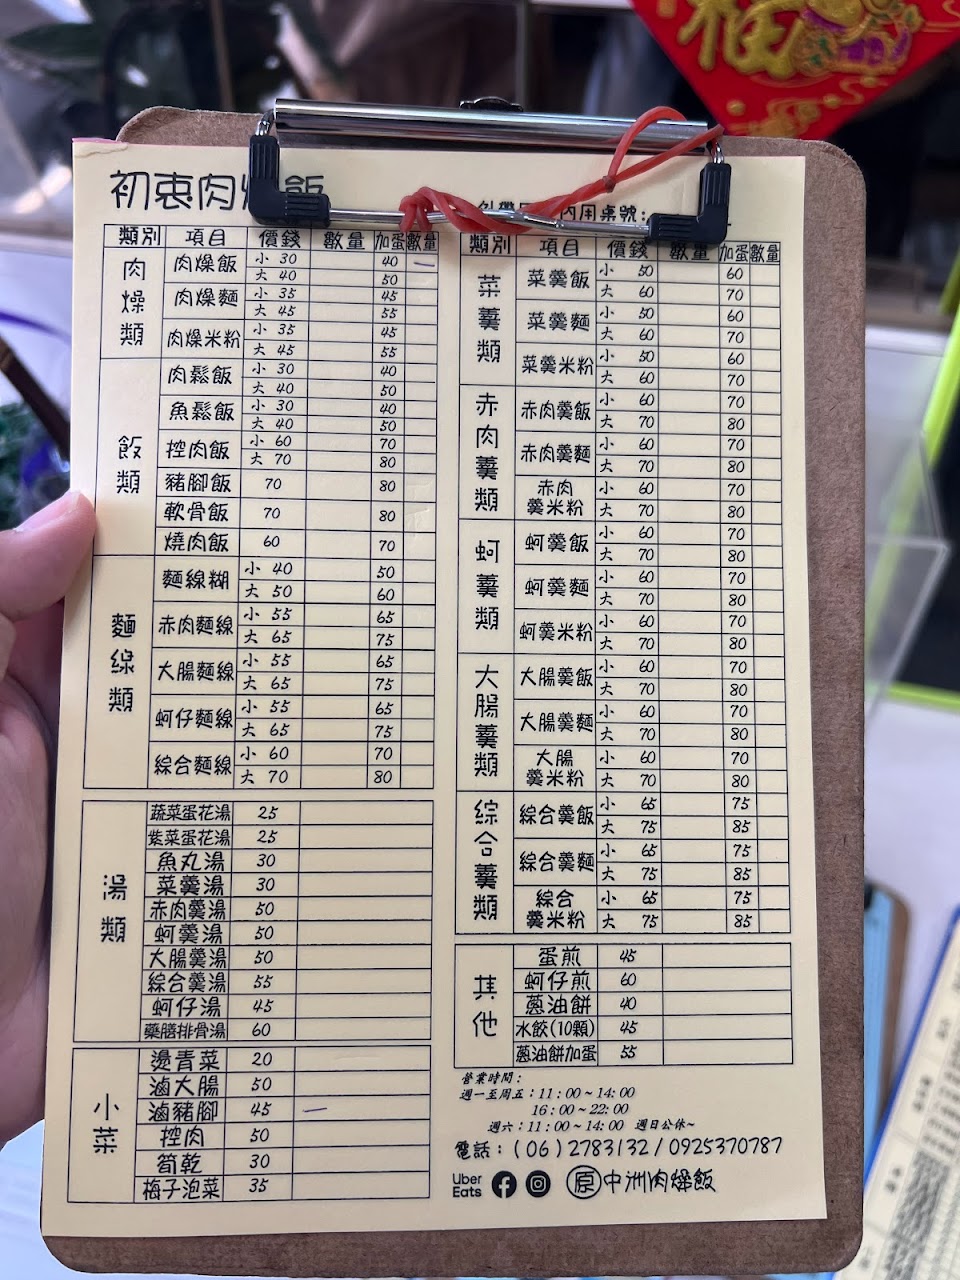 福
初衷肉燥飯
內用桌號:
類別 項目 價錢 數量 加蛋 數量
肉燥類
肉燥飯 小 30 40 一
大 40 50
肉燥麵 小 35 45
大 45 55
肉燥米粉 小 35 45
大 45 55
飯類
肉鬆飯 小 30 40
大 40 50
魚鬆飯 小 30 40
大 40 50
控肉飯 小 60 70
大 70 80
豬腳飯 70 80
軟骨飯 70 80
燒肉飯 60 70
麵線類
麵線糊 小 40 50
大 50 60
赤肉麵線 小 55 65
大 65 75
大腸麵線 小 55 65
大 65 75
蚵仔麵線 小 55 65
大 65 75
綜合麵線 小 60 70
大 70 80
湯類
蔬菜蛋花湯 25
紫菜蛋花湯 25
魚丸湯 30
菜羹湯 30
赤肉羹湯 50
蚵羹湯 50
大腸羹湯 50
綜合羹湯 55
蚵仔湯 45
藥膳排骨湯 60
小菜
燙青菜 20
滷大腸 50
滷豬腳 45 一
控肉 50
筍乾 30
梅子泡菜 35
類別 項目 價錢 數量 加蛋 數量
菜羹類
菜羹飯 小 50 60
大 60 70
菜羹麵 小 50 60
大 60 70
菜羹米粉 小 50 60
大 60 70
赤肉羹類
赤肉羹飯 小 60 70
大 70 80
赤肉羹麵 小 60 70
大 70 80
赤肉羹米粉 小 60 70
大 70 80
蚵羹類
蚵羹飯 小 60 70
大 70 80
蚵羹麵 小 60 70
大 70 80
蚵羹米粉 小 60 70
大 70 80
大腸羹類
大腸羹飯 小 60 70
大 70 80
大腸羹麵 小 60 70
大 70 80
大腸羹米粉 小 60 70
大 70 80
綜合羹類
綜合羹飯 小 65 75
大 75 85
綜合羹麵 小 65 75
大 75 85
綜合羹米粉 小 65 75
大 75 85
其他
蛋煎 45
蚵仔煎 60
蔥油餅 40
水餃(10顆) 45
蔥油餅加蛋 55
營業時間:
週一至周五:11:00~14:00
16:00~22:00
週六:11:00~14:00 週日公休~
電話:(06)2783132/0925370787
Uber Eats 原中洲肉燥飯